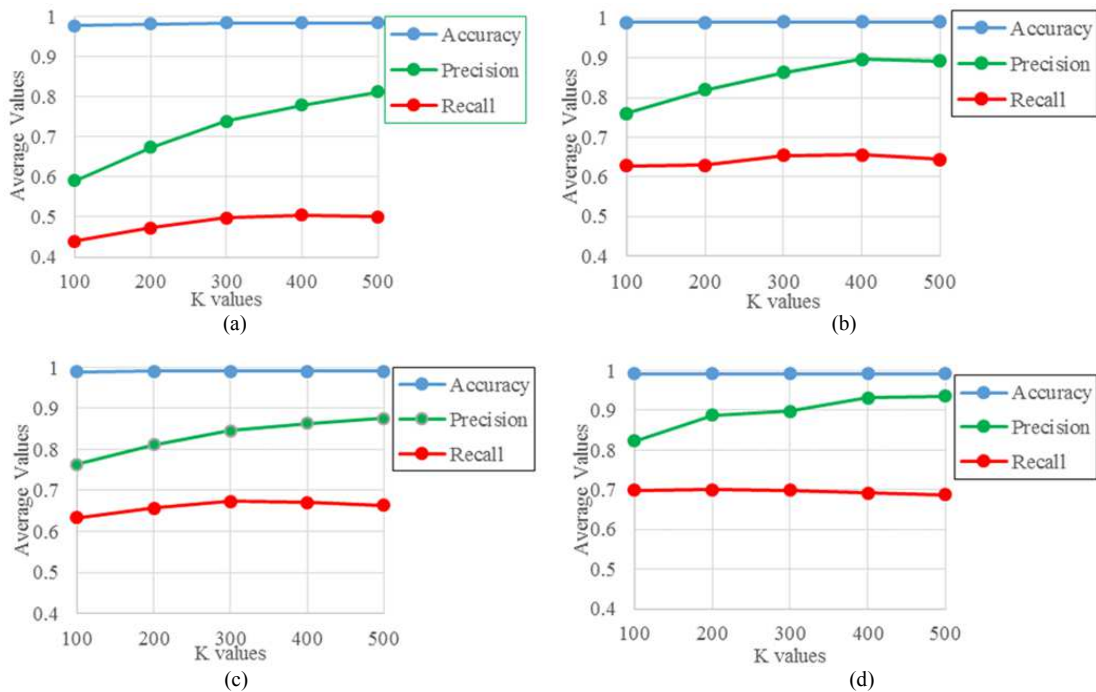 1
0.9
0.8
0.7
0.6
0.5
0.4
Average Values
100 200 300 400 500
K values
Accuracy
Precision
Recall
(a)
1
0.9
0.8
0.7
0.6
0.5
0.4
Average Values
100 200 300 400 500
K values
Accuracy
Precision
Recall
(b)
1
0.9
0.8
0.7
0.6
0.5
0.4
Average Values
100 200 300 400 500
K values
Accuracy
Precision
Recall
(c)
1
0.9
0.8
0.7
0.6
0.5
0.4
Average Values
100 200 300 400 500
K values
Accuracy
Precision
Recall
(d)